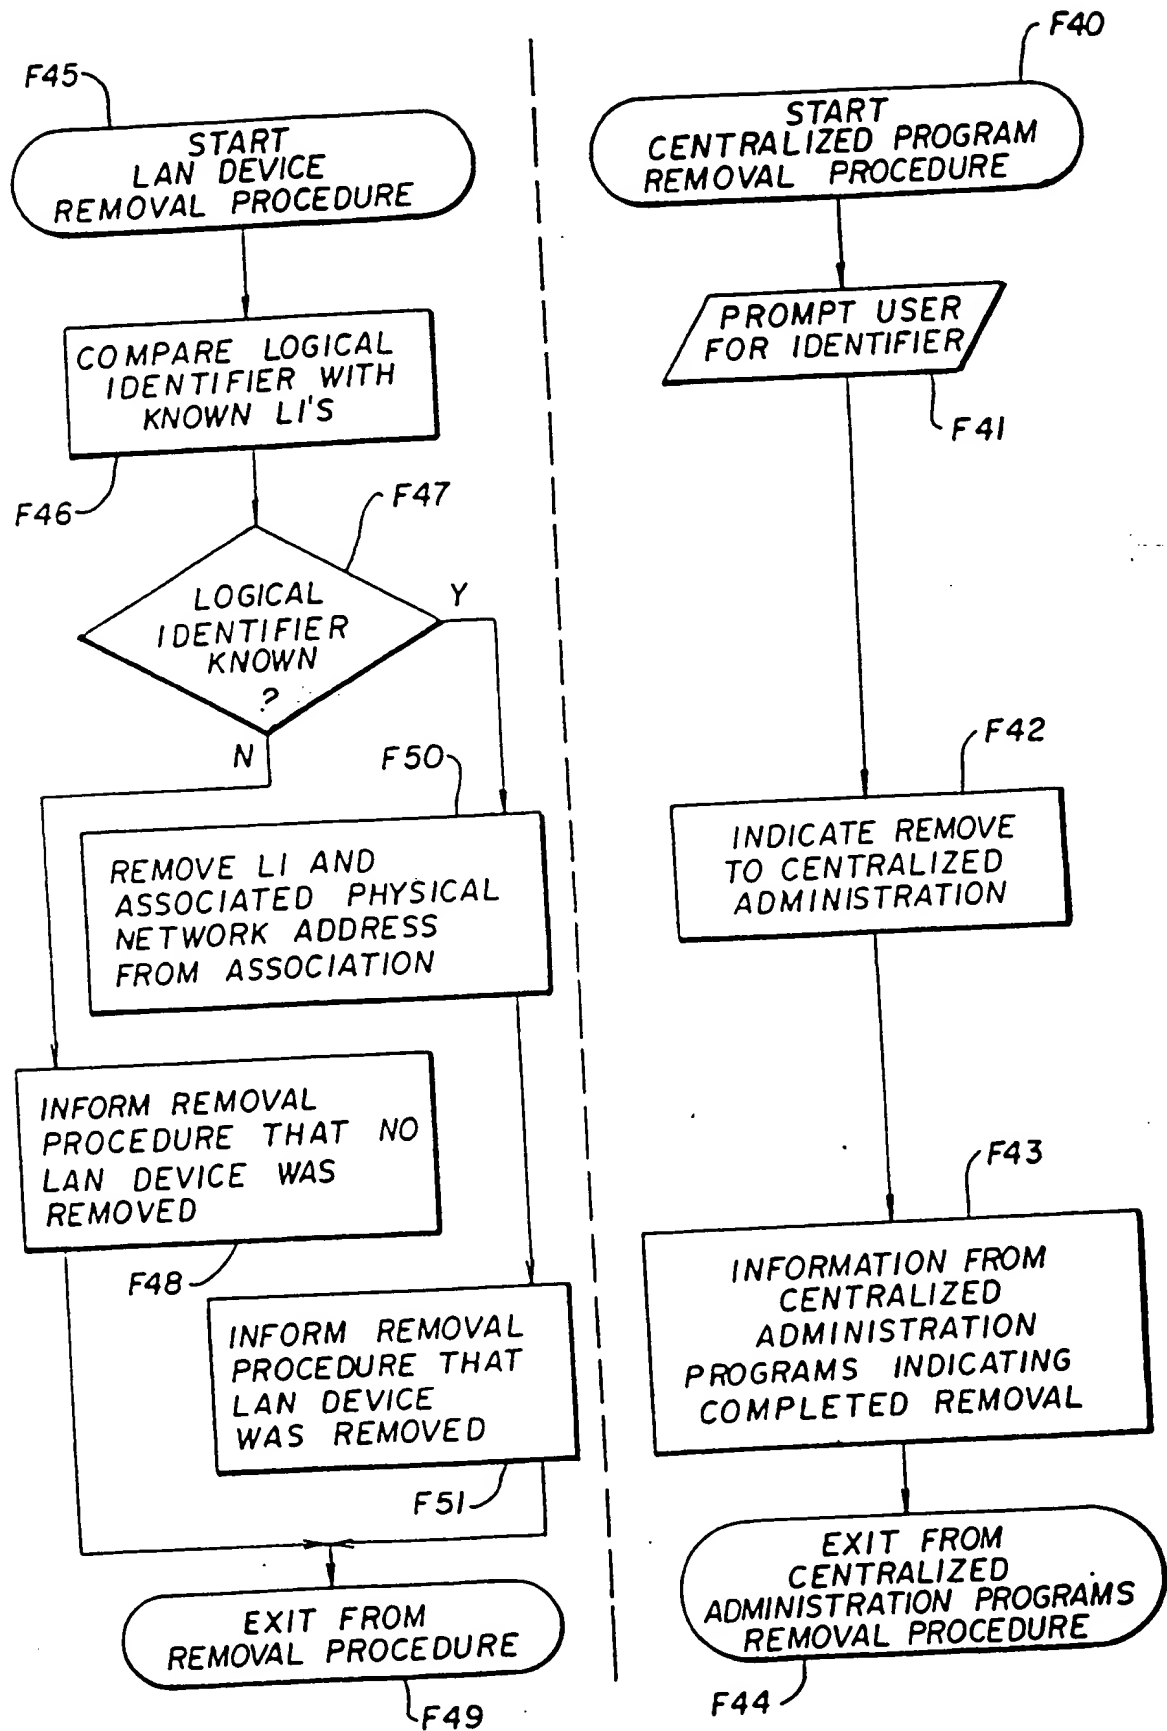 F45
START
LAN DEVICE
REMOVAL PROCEDURE
COMPARE LOGICAL
IDENTIFIER WITH
KNOWN LI'S
F46
F47
LOGICAL
IDENTIFIER
KNOWN
?
Y
N
F50
REMOVE LI AND
ASSOCIATED PHYSICAL
NETWORK ADDRESS
FROM ASSOCIATION
INFORM REMOVAL
PROCEDURE THAT NO
LAN DEVICE WAS
REMOVED
F48
INFORM REMOVAL
PROCEDURE THAT
LAN DEVICE
WAS REMOVED
F51
EXIT FROM
REMOVAL PROCEDURE
F49
F40
START
CENTRALIZED PROGRAM
REMOVAL PROCEDURE
PROMPT USER
FOR IDENTIFIER
F41
F42
INDICATE REMOVE
TO CENTRALIZED
ADMINISTRATION
F43
INFORMATION FROM
CENTRALIZED
ADMINISTRATION
PROGRAMS INDICATING
COMPLETED REMOVAL
EXIT FROM
CENTRALIZED
ADMINISTRATION PROGRAMS
REMOVAL PROCEDURE
F44